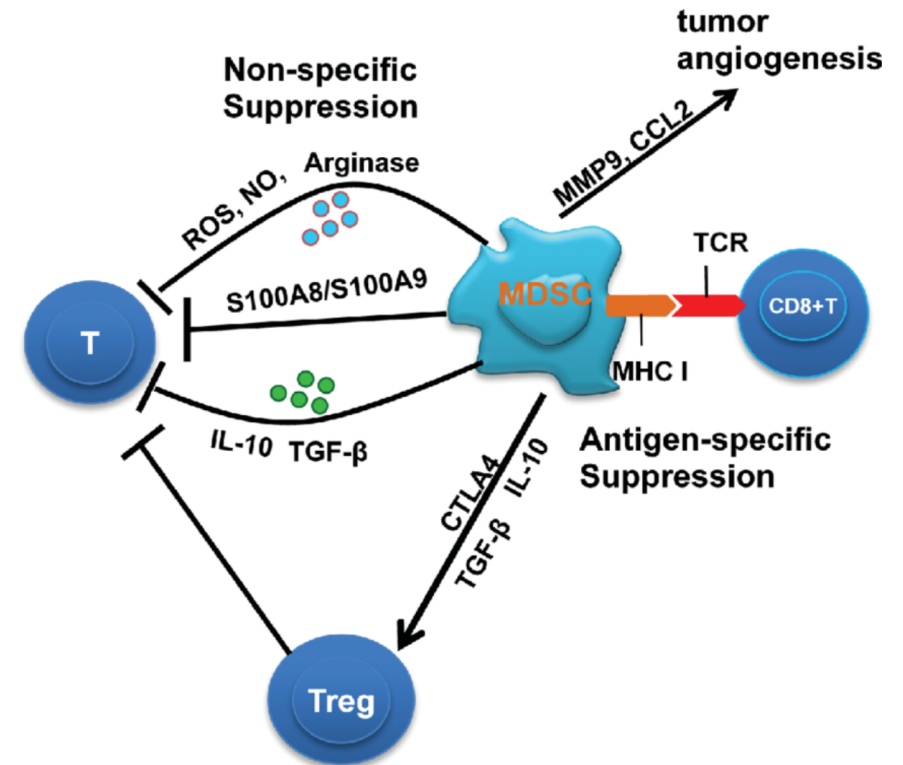 tumor
angiogenesis
Non-specific
Suppression
MMP9, CCL2
ROS, NO, Arginase
TCR
S100A8/S100A9
MDSC
CD8+T
T
MHC I
IL-10 TGF-β
Antigen-specific
Suppression
CTLA4 IL-10
TGF-β
Treg